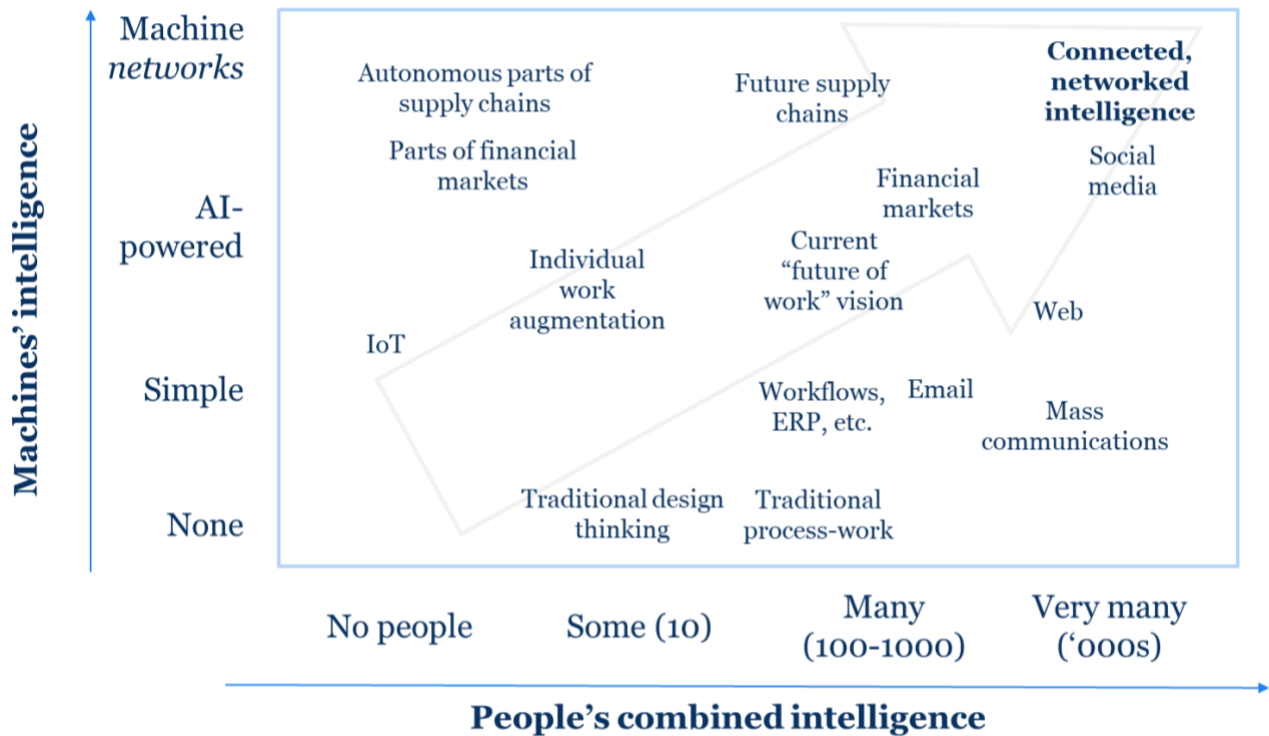 Machine
networks
Autonomous parts of
supply chains
Future supply
chains
Connected,
networked
intelligence
Parts of financial
markets
Social
media
Financial
markets
AI-
powered
Individual
work
augmentation
Current
“future of
work” vision
Web
IoT
Simple
Workflows,
ERP, etc.
Email
Mass
communications
None
Traditional design
thinking
Traditional
process-work
Machines’ intelligence
No people
Some (10)
Many
(100-1000)
Very many
(‘000s)
People’s combined intelligence